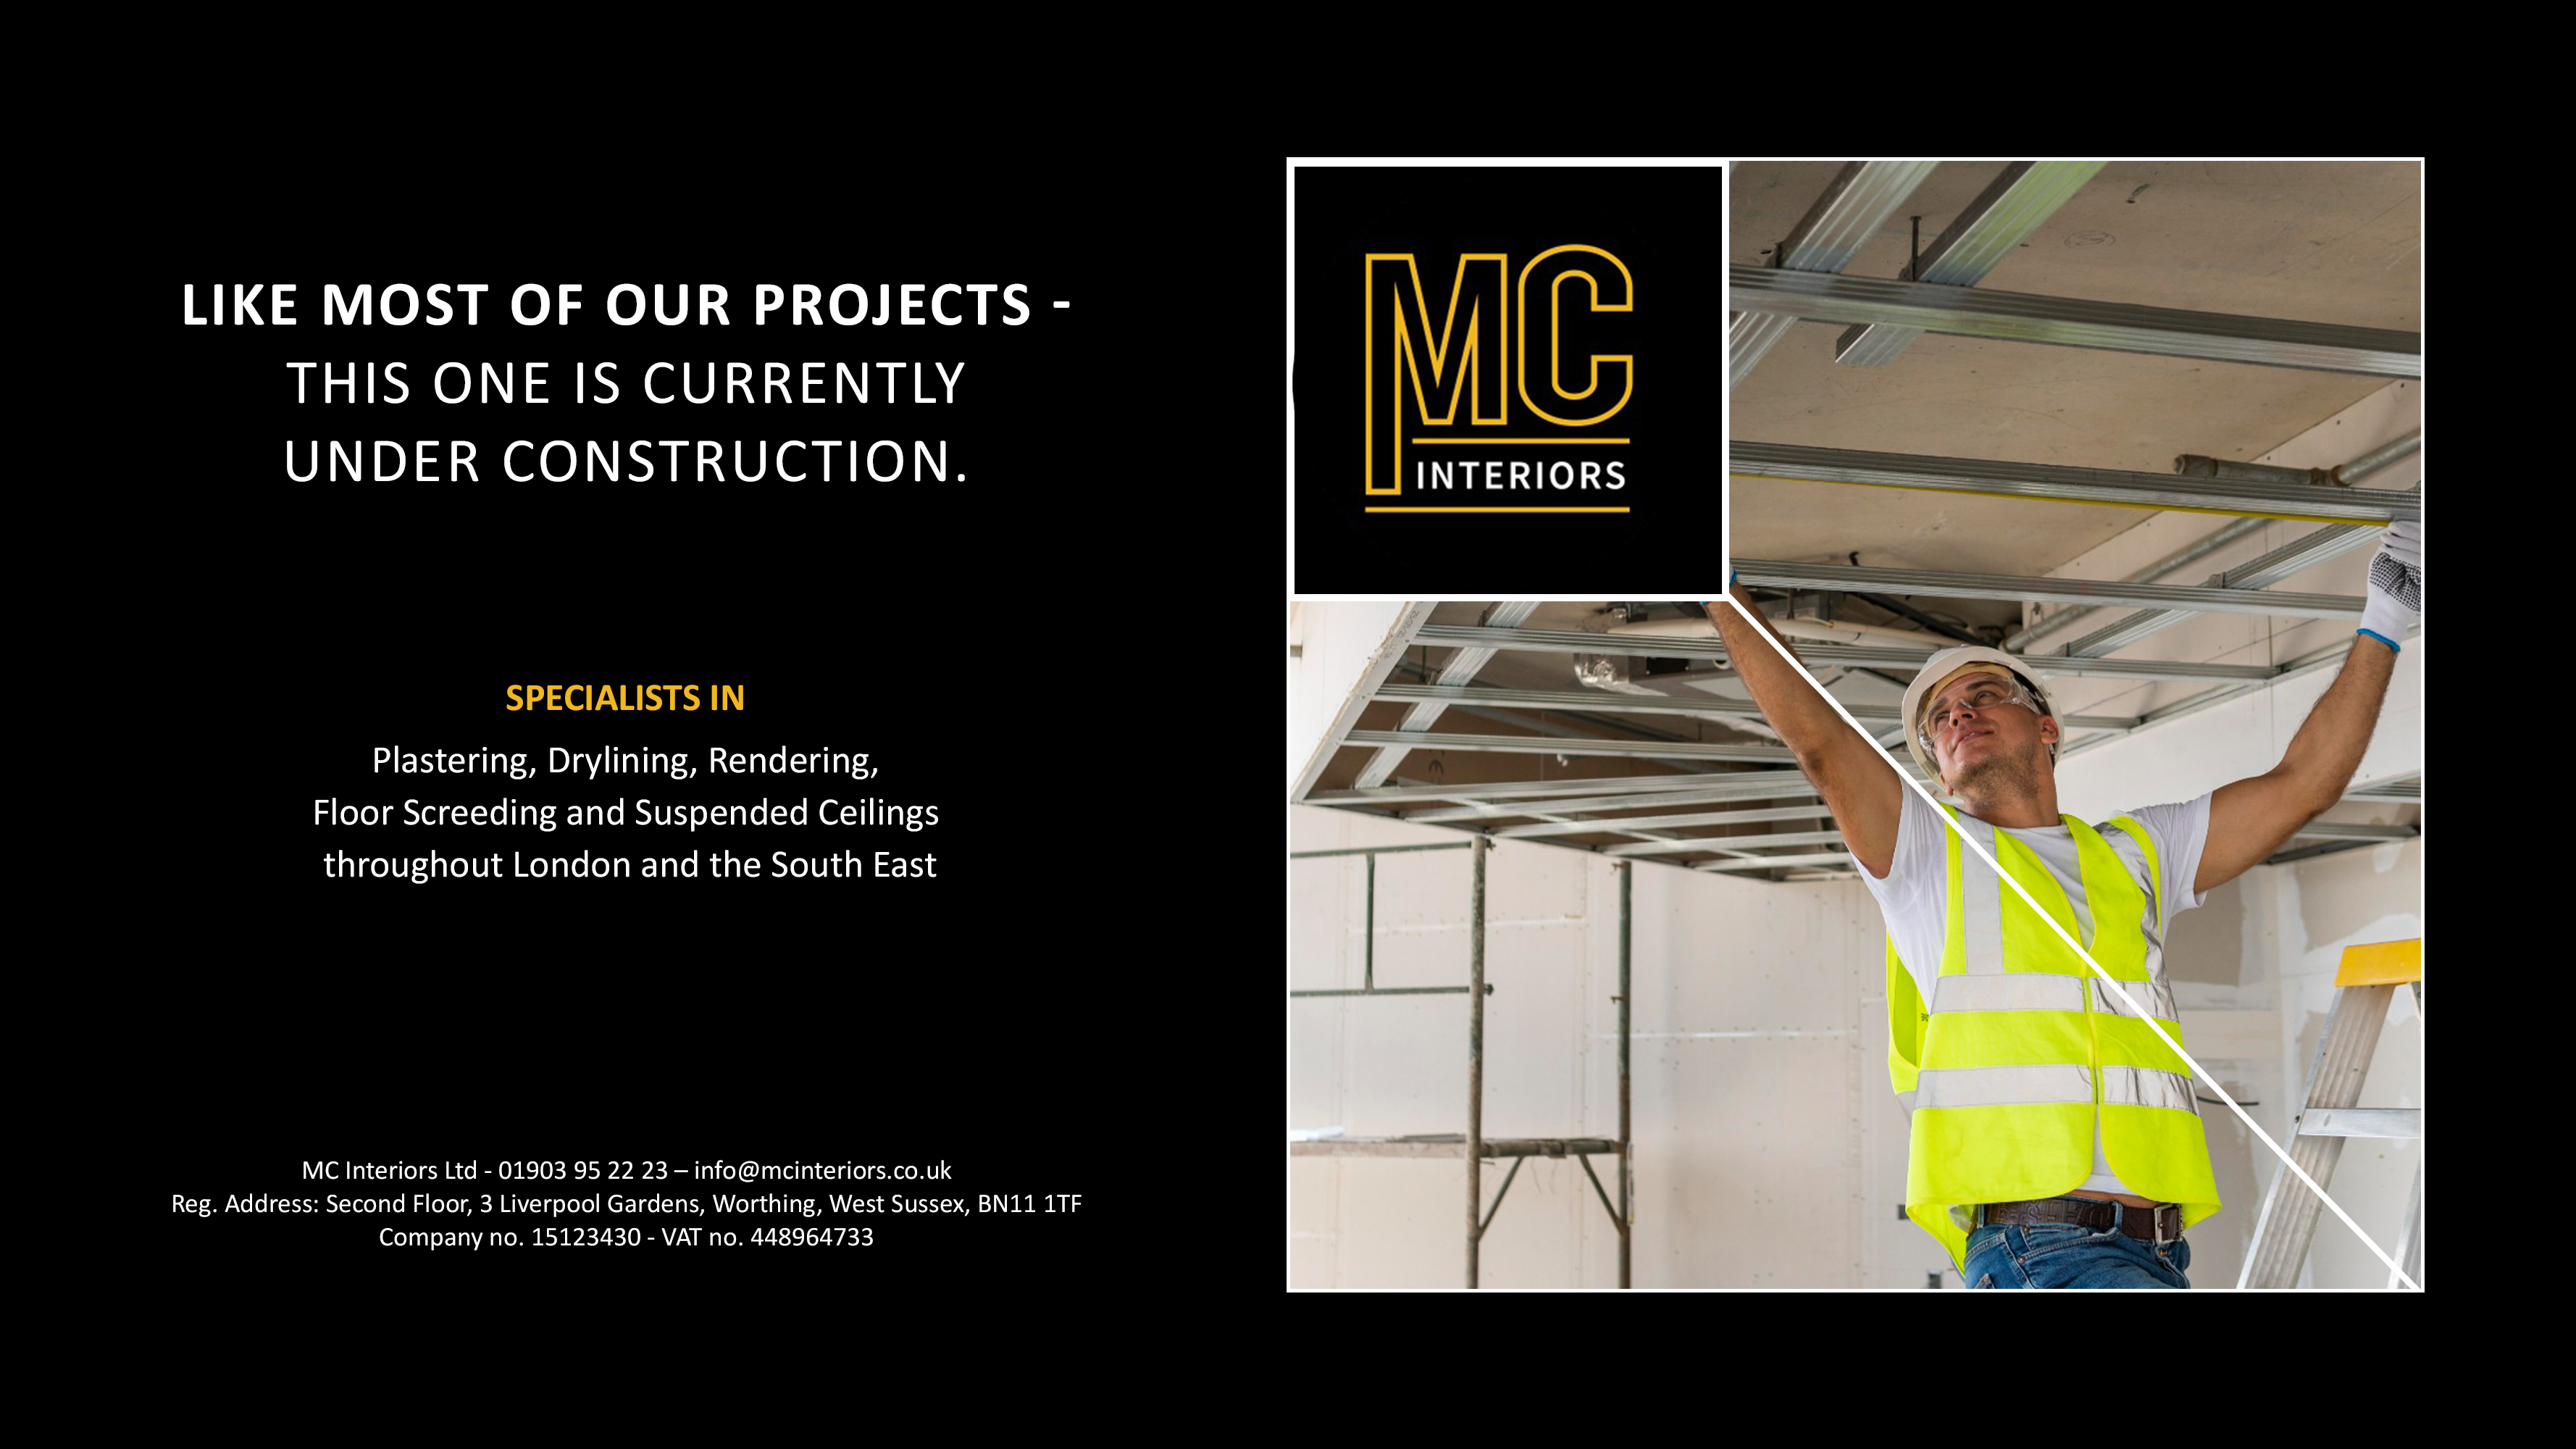 LIKE MOST OF OUR PROJECTS -
THIS ONE IS CURRENTLY
UNDER CONSTRUCTION.
SPECIALISTS IN
Plastering, Drylining, Rendering,
Floor Screeding and Suspended Ceilings
throughout London and the South East
MC Interiors Ltd - 01903 95 22 23 – info@mcinteriors.co.uk
Reg. Address: Second Floor, 3 Liverpool Gardens, Worthing, West Sussex, BN11 1TF
Company no. 15123430 - VAT no. 448964733
MC
INTERIORS